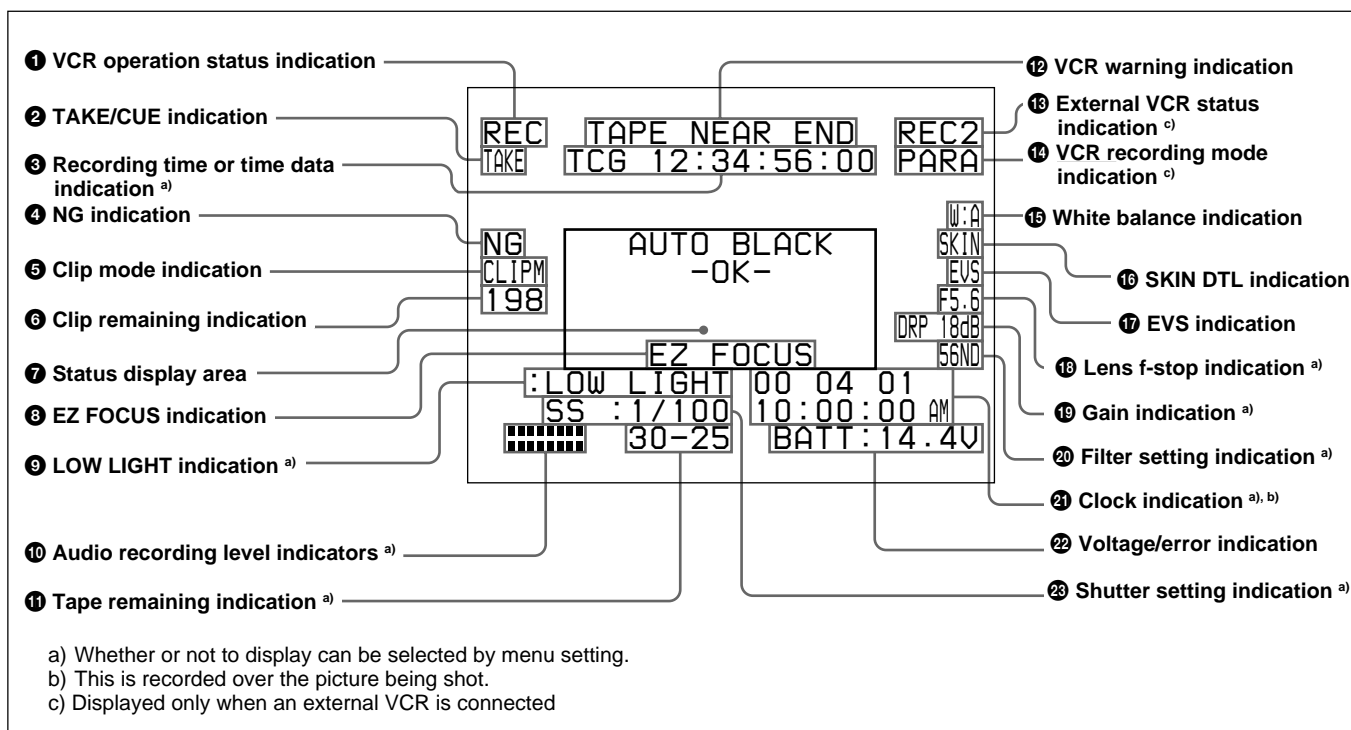 ❶ VCR operation status indication
❷ TAKE/CUE indication
❸ Recording time or time data
indication a)
❹ NG indication
❺ Clip mode indication
❻ Clip remaining indication
❼ Status display area
❽ EZ FOCUS indication
❾ LOW LIGHT indication a)
❿ Audio recording level indicators a)
⓫ Tape remaining indication a)
REC TAPE NEAR END REC2
TAKE TCG 12:34:56:00 PARA
W:A
NG AUTO BLACK SKIN
CLIPM -OK- EVS
198 F5.6
DRP 18dB
EZ FOCUS 56ND
:LOW LIGHT 00 04 01
SS :1/100 10:00:00 AM
30-25 BATT:14.4V
⓬ VCR warning indication
⓭ External VCR status
indication c)
⓮ VCR recording mode
indication c)
⓯ White balance indication
⓰ SKIN DTL indication
⓱ EVS indication
⓲ Lens f-stop indication a)
⓳ Gain indication a)
⓴ Filter setting indication a)
㉑ Clock indication a), b)
㉒ Voltage/error indication
㉓ Shutter setting indication a)
a) Whether or not to display can be selected by menu setting.
b) This is recorded over the picture being shot.
c) Displayed only when an external VCR is connected